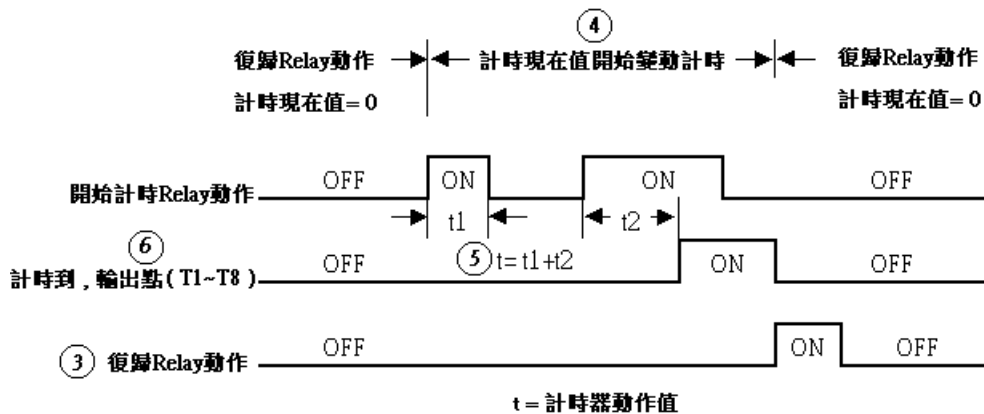 ④
復歸Relay動作 計時現在值開始變動計時 復歸Relay動作
計時現在值=0 計時現在值=0
開始計時Relay動作 OFF ON ON OFF
t1 t2
⑥ ⑤ t=t1+t2
計時到,輸出點(T1~T8) OFF ON OFF
③ 復歸Relay動作 OFF ON OFF
t=計時器動作值